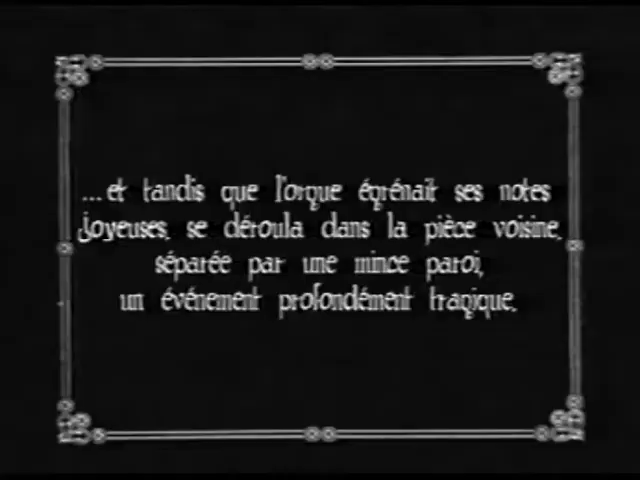 ...et tandis que l'orgue égrénait ses notes
joyeuses, se déroula dans la pièce voisine,
séparée par une mince paroi,
un événement profondément tragique.